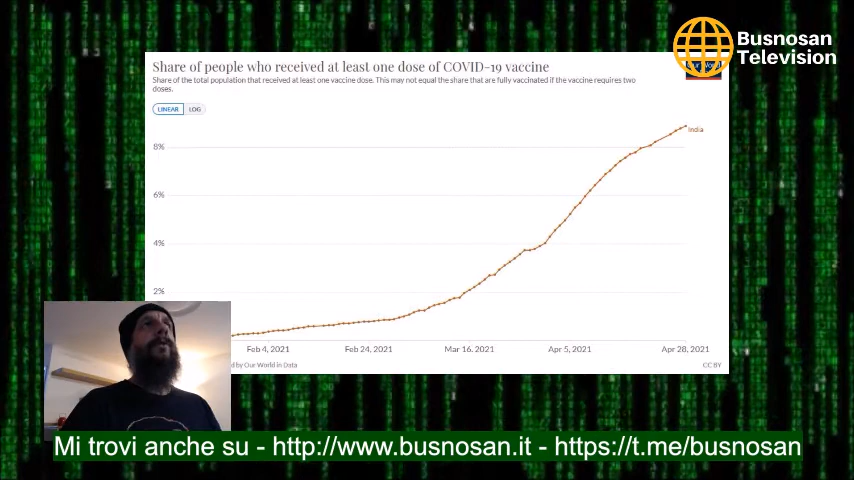 Busnosan
Television
Share of people who received at least one dose of COVID-19 vaccine
Share of the total population that received at least one vaccine dose. This may not equal the share that are fully vaccinated if the vaccine requires two
doses.
LINEAR
LOG
India
8%
6%
4%
2%
Feb 4, 2021
Feb 24, 2021
Mar 16, 2021
Apr 5, 2021
Apr 28, 2021
d by Our World in Data
CC BY
Mi trovi anche su - http://www.busnosan.it - https://t.me/busnosan